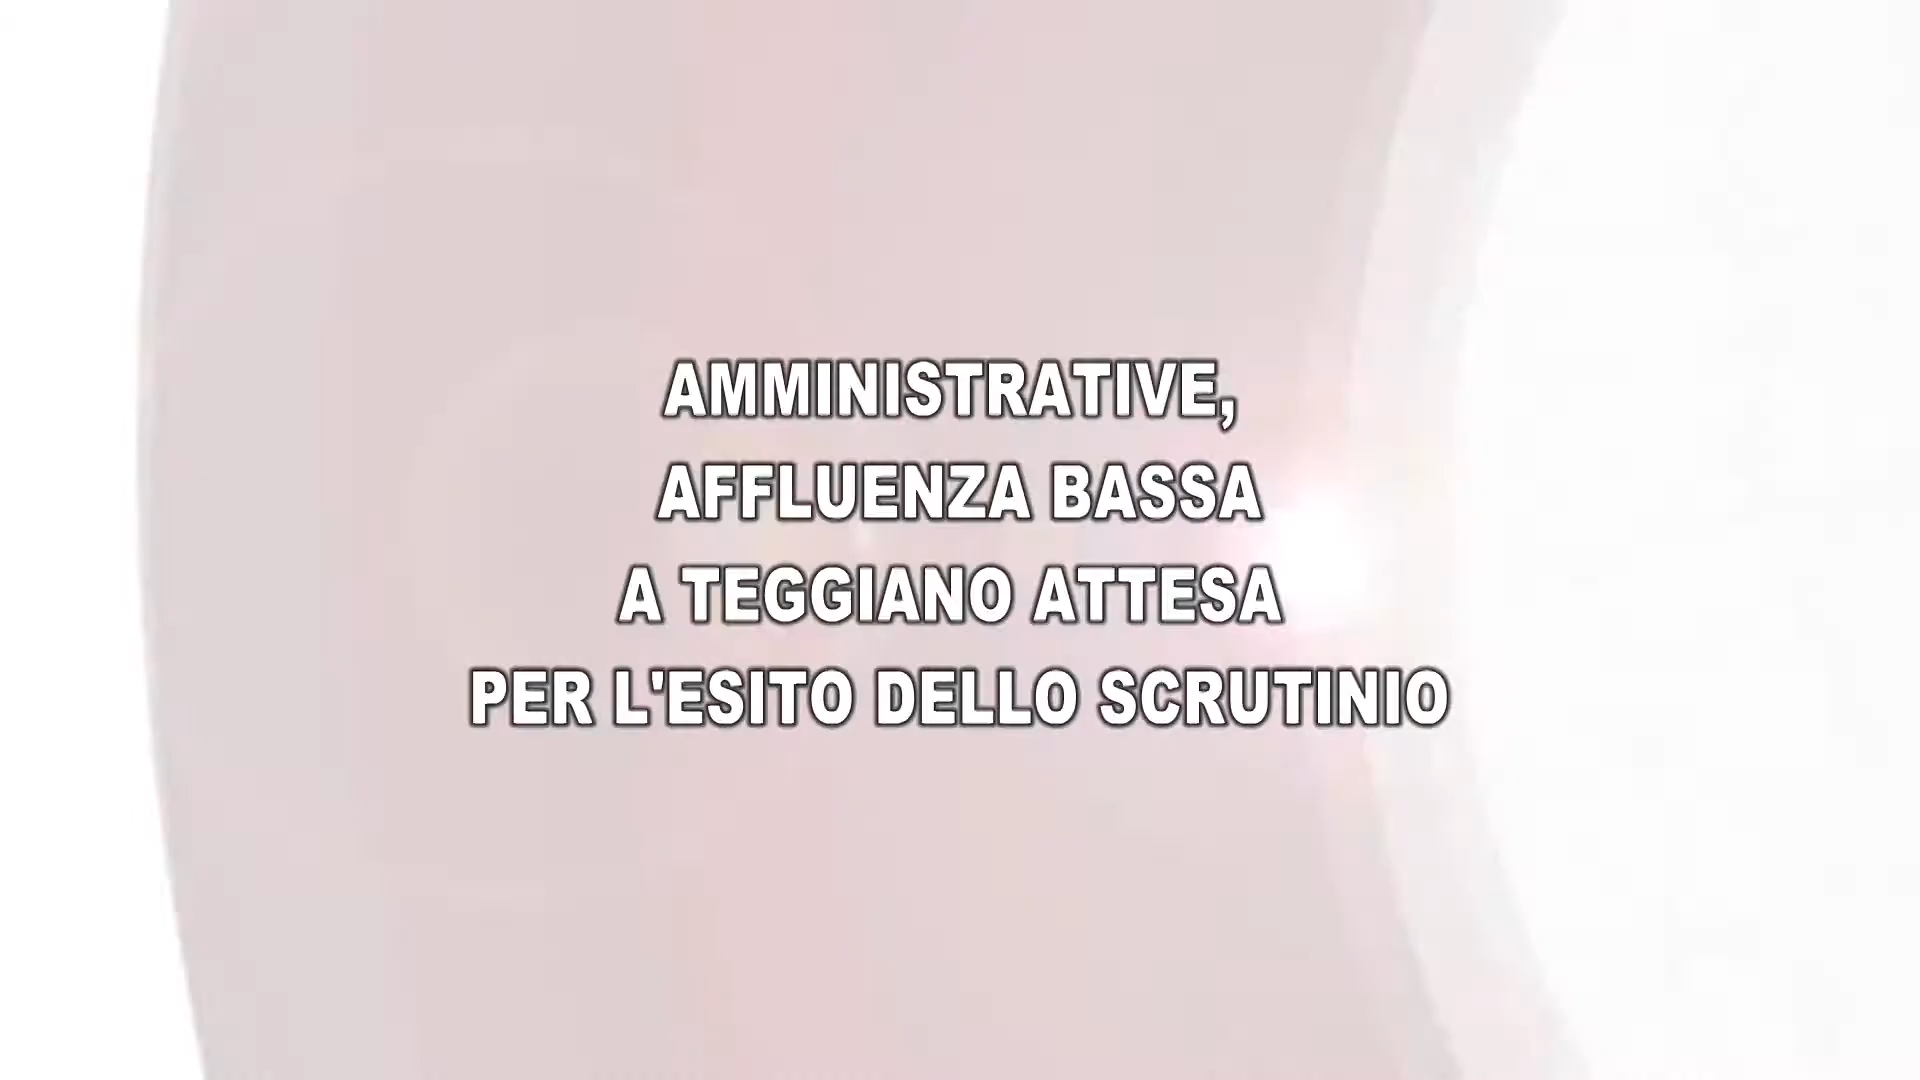 AMMINISTRATIVE,
AFFLUENZA BASSA
A TEGGIANO ATTESA
PER L'ESITO DELLO SCRUTINIO